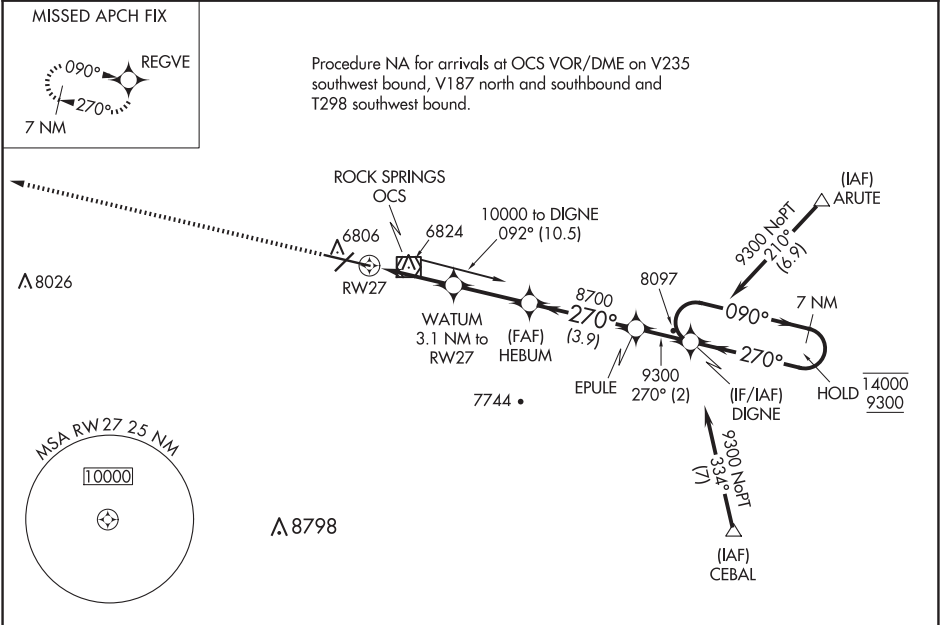 MISSED APCH FIX
REGVE
090°
270°
7 NM
Procedure NA for arrivals at OCS VOR/DME on V235
southwest bound, V187 north and southbound and
T298 southwest bound.
ROCK SPRINGS
OCS
6806
6824
10000 to DIGNE
092° (10.5)
(IAF)
ARUTE
9300 NoPT
210°
(6.9)
8026
RW27
WATUM
3.1 NM to
RW27
(FAF)
HEBUM
8700
270°
(3.9)
8097
7 NM
090°
270°
EPULE
9300
270° (2)
(IF/IAF)
DIGNE
HOLD
14000
9300
7744
MSA RW 27 25 NM
10000
8798
9300 NoPT
334°
(7)
(IAF)
CEBAL